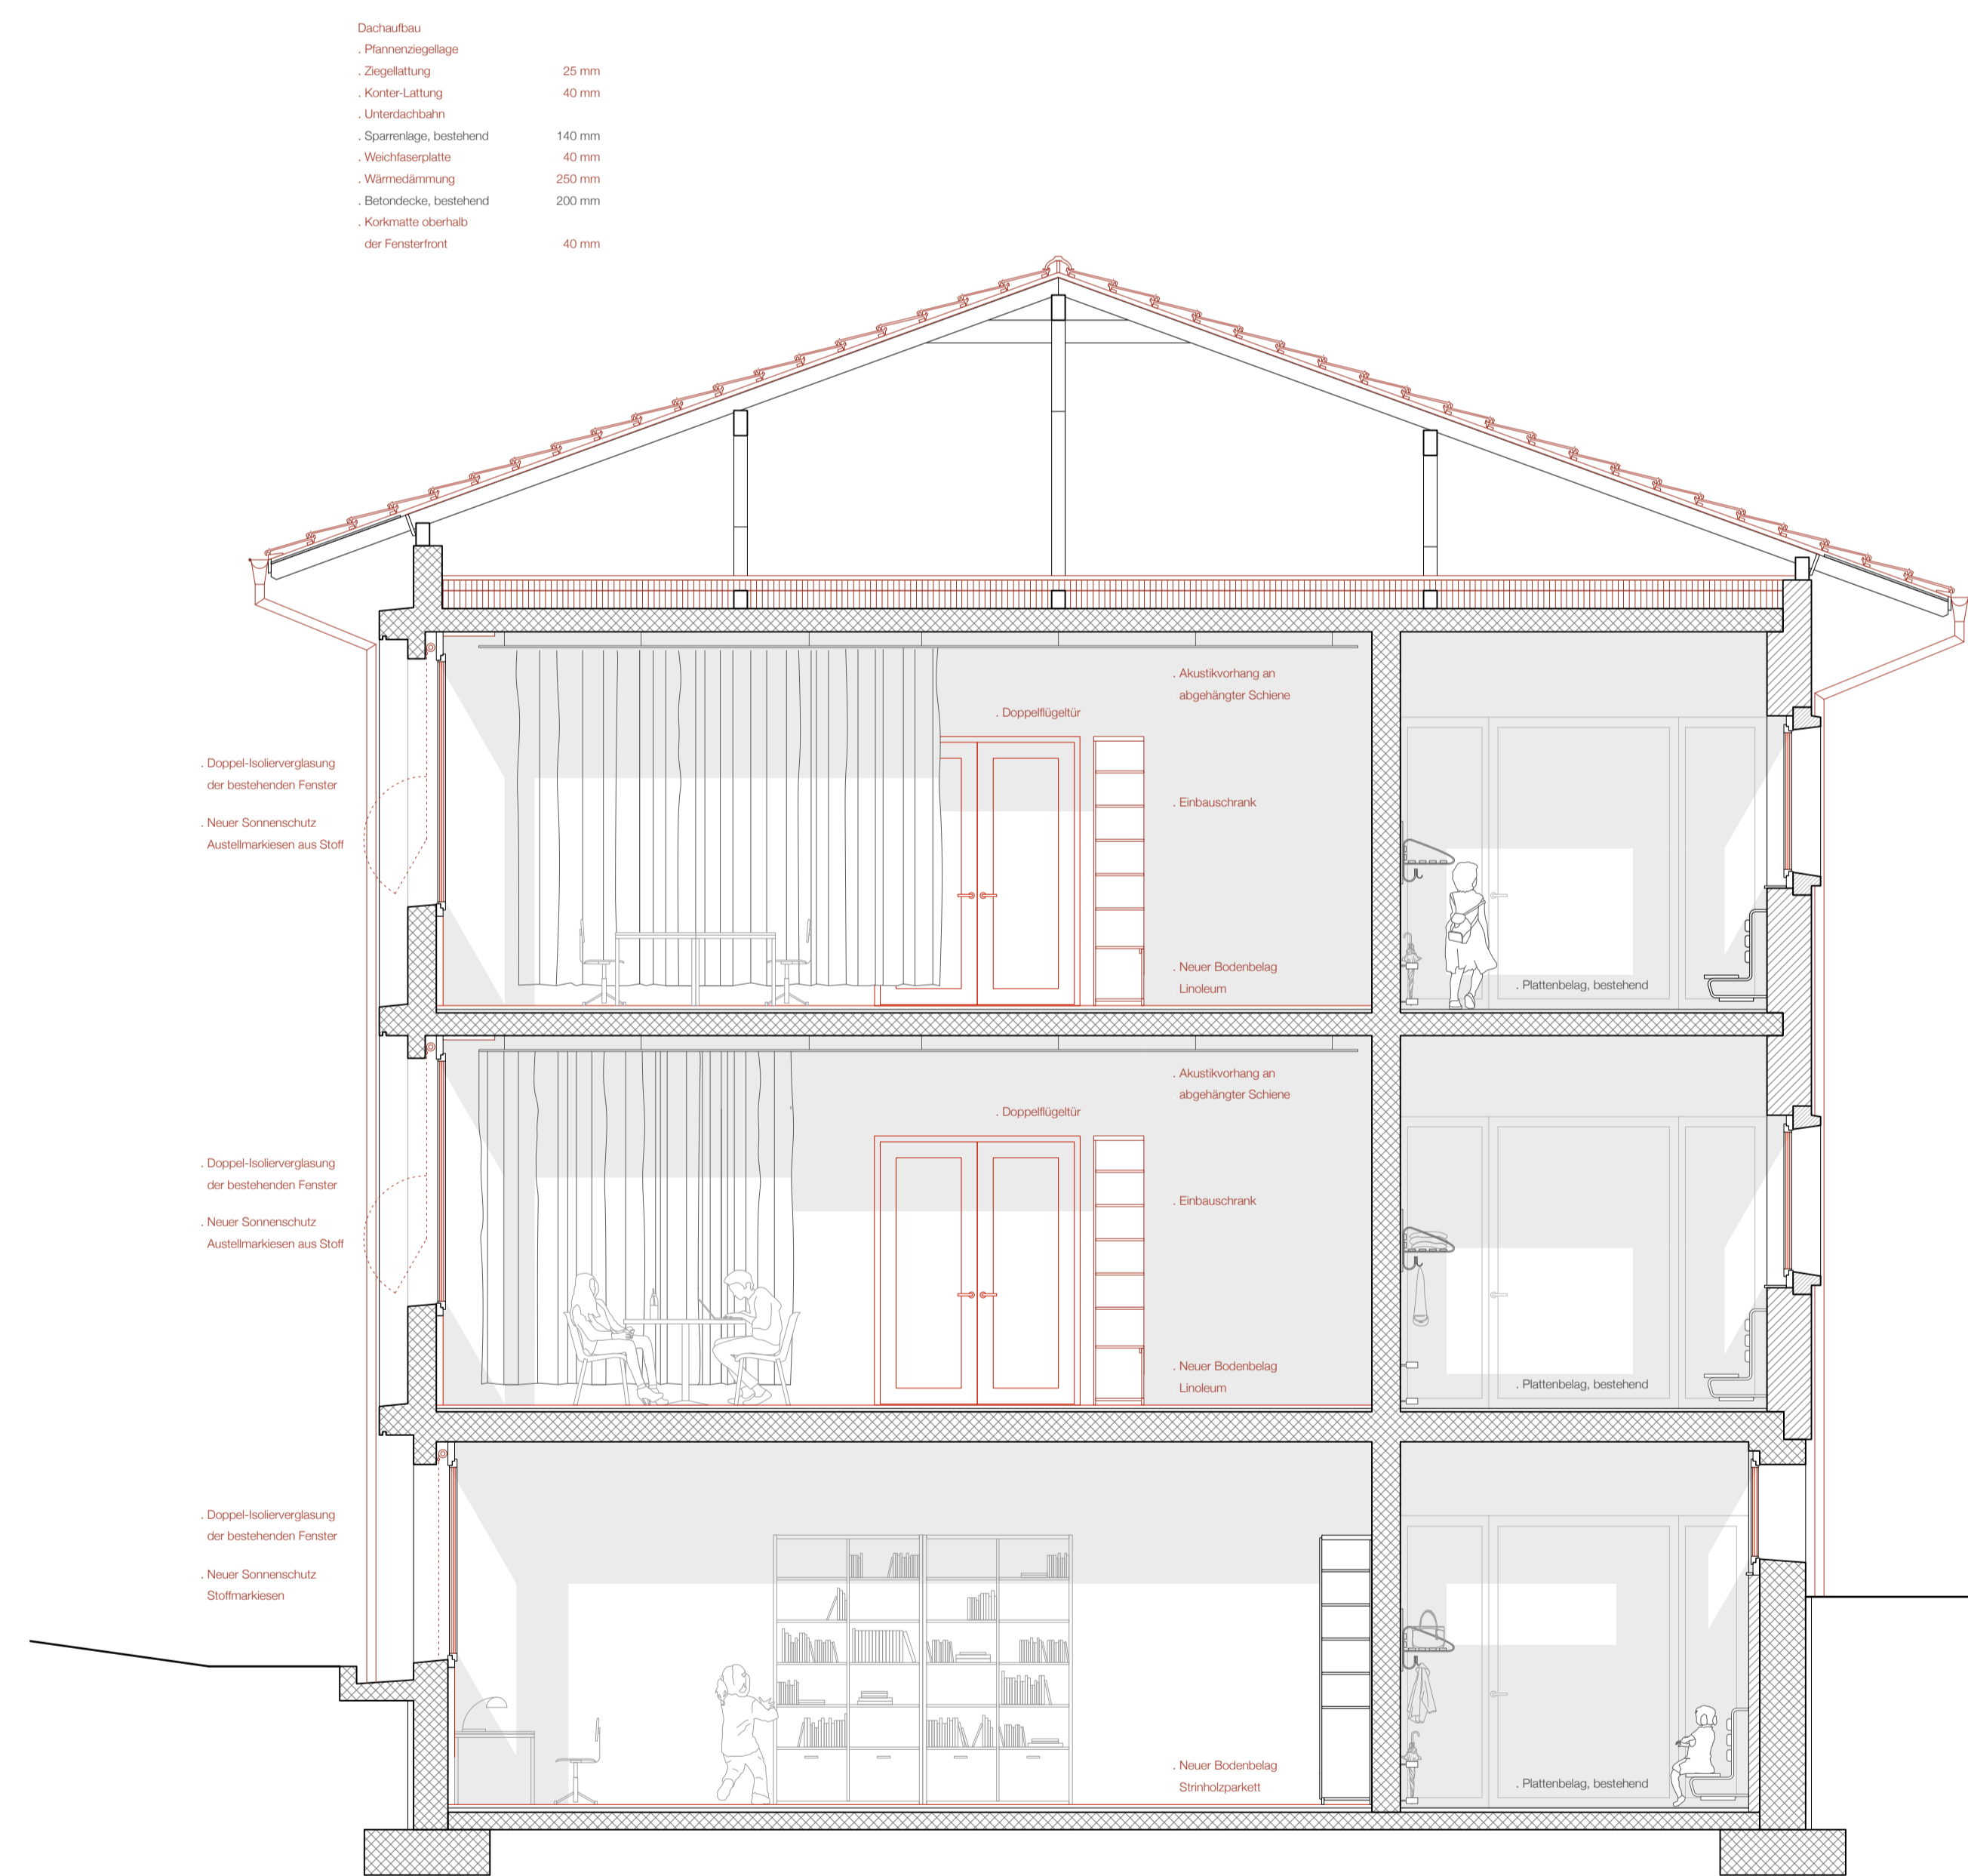 Dachaufbau
. Pfannenziegellage
. Ziegellattung 25 mm
. Konter-Lattung 40 mm
. Unterdachbahn
. Sparrenlage, bestehend 140 mm
. Weichfaserplatte 40 mm
. Wärmedämmung 250 mm
. Betondecke, bestehend 200 mm
. Korkmatte oberhalb
der Fensterfront 40 mm
. Akustikvorhang an
abgehängter Schiene
. Doppelflügeltür
. Doppel-Isolierverglasung
der bestehenden Fenster
. Einbauschrank
. Neuer Sonnenschutz
Austellmarkiesen aus Stoff
. Neuer Bodenbelag
Linoleum
. Plattenbelag, bestehend
. Akustikvorhang an
abgehängter Schiene
. Doppelflügeltür
. Doppel-Isolierverglasung
der bestehenden Fenster
. Einbauschrank
. Neuer Sonnenschutz
Austellmarkiesen aus Stoff
. Neuer Bodenbelag
Linoleum
. Plattenbelag, bestehend
. Doppel-Isolierverglasung
der bestehenden Fenster
. Neuer Sonnenschutz
Stoffmarkiesen
. Neuer Bodenbelag
Strinholzparkett
. Plattenbelag, bestehend